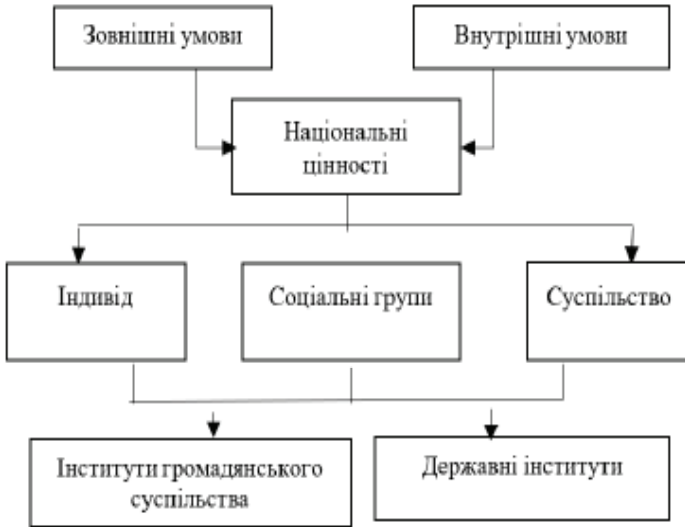 Зовнішні умови
Внутрішні умови
Національні
цінності
Індивід
Соціальні групи
Суспільство
Інститути громадянського
суспільства
Державні інститути